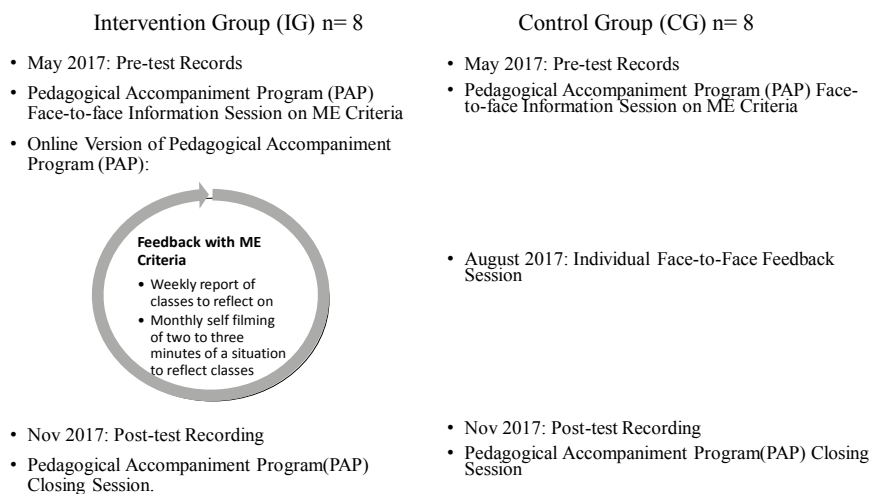 Intervention Group (IG) n= 8
• May 2017: Pre-test Records
• Pedagogical Accompaniment Program (PAP)
Face-to-face Information Session on ME Criteria
• Online Version of Pedagogical Accompaniment
Program (PAP):
Feedback with ME
Criteria
• Weekly report of
classes to reflect on
• Monthly self filming
of two to three
minutes of a situation
to reflect classes
• Nov 2017: Post-test Recording
• Pedagogical Accompaniment Program(PAP)
Closing Session.
Control Group (CG) n= 8
• May 2017: Pre-test Records
• Pedagogical Accompaniment Program (PAP) Face-
to-face Information Session on ME Criteria
• August 2017: Individual Face-to-Face Feedback
Session
• Nov 2017: Post-test Recording
• Pedagogical Accompaniment Program(PAP) Closing
Session